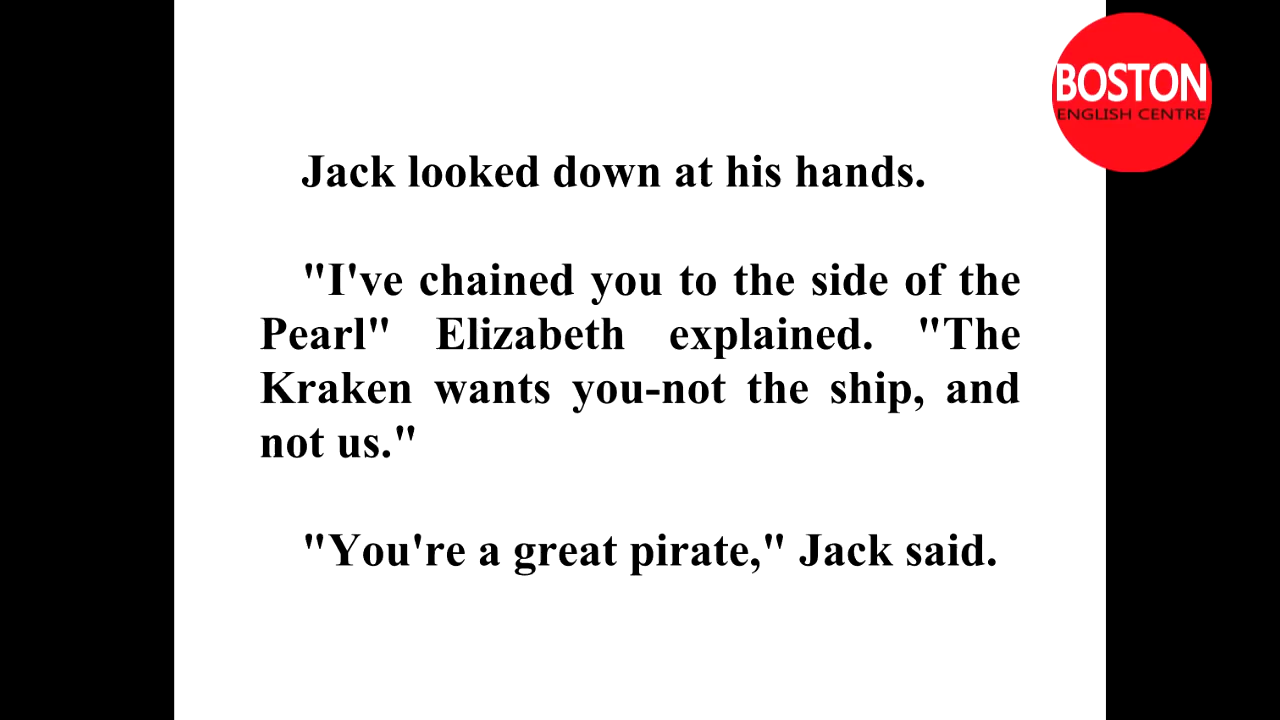 BOSTON
ENGLISH CENTRE
Jack looked down at his hands.
"I've chained you to the side of the
Pearl" Elizabeth explained. "The
Kraken wants you-not the ship, and
not us."
"You're a great pirate," Jack said.